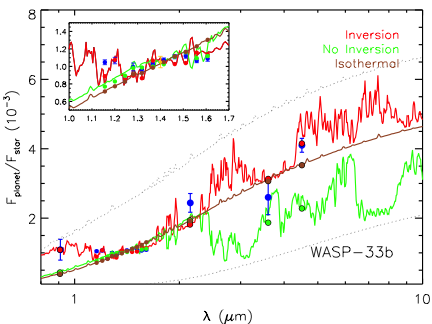 F_planet/F_star (10⁻³)
6
4
2
1.4
1.2
1.0
0.8
0.6
1.0 1.1 1.2 1.3 1.4 1.5 1.6 1.7
Inversion
No Inversion
Isothermal
WASP-33b
1 10
λ (μm)